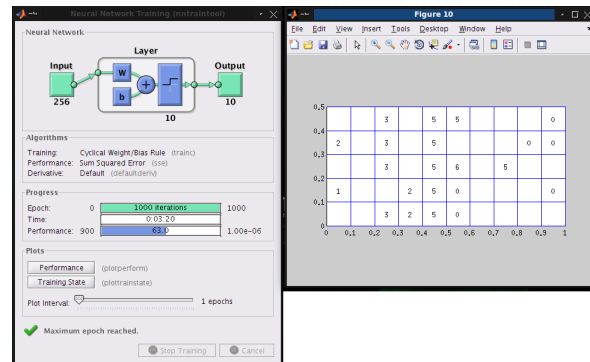 Neural Network Training (nntraintool)
Neural Network
Layer
Input
W
b
Output
256
10
10
Algorithms
Training: Cyclical Weight/Bias Rule (trainc)
Performance: Sum Squared Error (sse)
Derivative: Default (defaultderiv)
Progress
Epoch: 0 1000 iterations 1000
Time: 0:03:20
Performance: 900 63.0 1.00e-06
Plots
Performance (plotperform)
Training State (plottrainstate)
Plot Interval: 1 epochs
Maximum epoch reached.
Stop Training Cancel
Figure 10
File Edit View Insert Tools Desktop Window Help
0.5
3 5 5 0
0.4
2 3 5 0 0
0.3
3 5 6 5
0.2
1 2 5 0 0
0.1
3 2 5 0
0
0 0.1 0.2 0.3 0.4 0.5 0.6 0.7 0.8 0.9 1